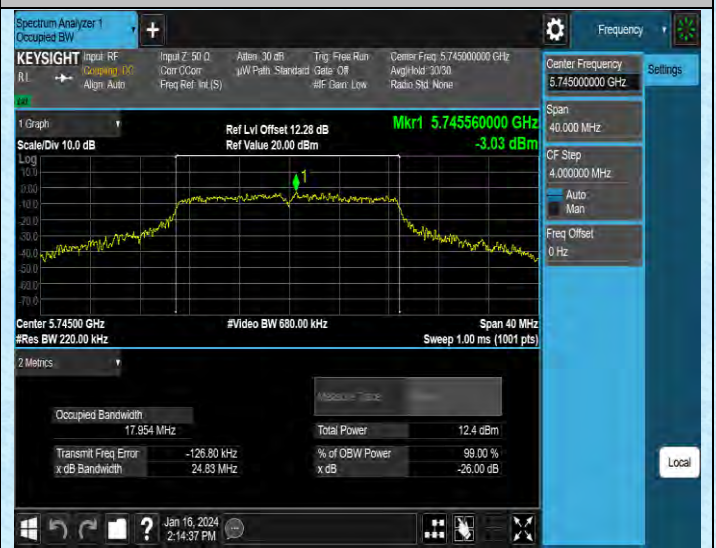 Spectrum Analyzer 1
Occupied BW
+
Frequency
KEYSIGHT Input: RF
Coupling: DC
Align: Auto
RL
Input Z: 50 Ω
Corr CCorr
Freq Ref: Int (S)
Atten: 30 dB
µW Path: Standard
Trig: Free Run
Gate: Off
#IF Gain: Low
Center Freq: 5.745000000 GHz
Avg|Hold: 30/30
Radio Std: None
1 Graph
Scale/Div 10.0 dB
Ref Lvl Offset 12.28 dB
Ref Value 20.00 dBm
Mkr1 5.745560000 GHz
-3.03 dBm
Log
10.0
0.00
-10.0
-20.0
-30.0
-40.0
-50.0
-60.0
-70.0
1
Center 5.74500 GHz
#Video BW 680.00 kHz
Span 40 MHz
#Res BW 220.00 kHz
Sweep 1.00 ms (1001 pts)
2 Metrics
Measure Trace
Occupied Bandwidth
17.954 MHz
Total Power 12.4 dBm
Transmit Freq Error -126.80 kHz
% of OBW Power 99.00 %
x dB Bandwidth 24.83 MHz
x dB -26.00 dB
Center Frequency
5.745000000 GHz
Settings
Span
40.000 MHz
CF Step
4.000000 MHz
Auto
Man
Freq Offset
0 Hz
Local
?
Jan 16, 2024
2:14:37 PM